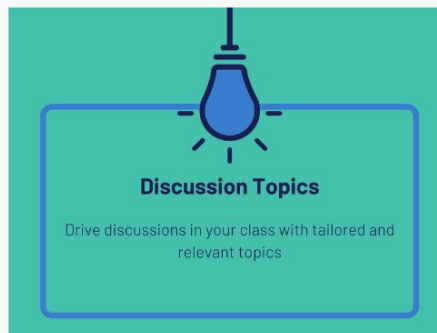 Discussion Topics
Drive discussions in your class with tailored and
relevant topics